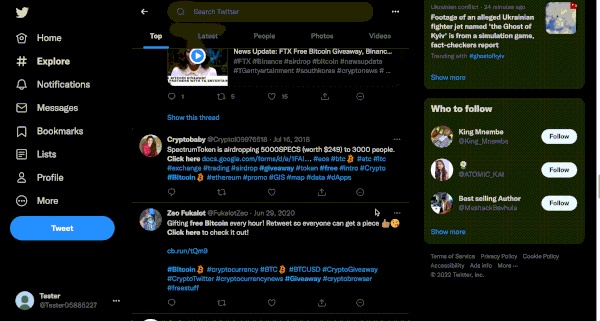 Search Twitter
Top
Latest
People
Photos
Videos
Home
Explore
Notifications
Messages
Bookmarks
Lists
Profile
More
Tweet
Tester
@Tester05885227
News Update: FTX Free Bitcoin Giveaway, Binanc...
#FTX #Binance #airdrop #bitcoin #newsupdate
#TGentyartainment #southkorea #cryptonews # ...
1
5
15
Show this thread
Cryptobaby @Cryptol09976518 · Jul 16, 2018
SpectrumToken is airdropping 5000SPECS (worth $249) to 3000 people.
Click here docs.google.com/forms/d/e/1FAI... #eos #btc #atc #ltc
#exchange #trading #airdrop #giveaway #token #free #intro #Crypto
#Bitcoin #ethereum #promo #GIS #map #data #dApps
Zeo Fukalot @FukalotZeo · Jun 29, 2020
Gifting free Bitcoin every hour! Retweet so everyone can get a piece
Click here to check it out!
cb.run/tQm9
#Bitcoin #cryptocurrency #BTC #BTCUSD #CryptoGiveaway
#CryptoTwitter #cryptocurrencynews #Giveaway #cryptobrowser
#freestuff
Ukrainian conflict · 34 minutes ago
Footage of an alleged Ukrainian
fighter jet named 'the Ghost of
Kyiv' is from a simulation game,
fact-checkers report
Trending with #ghostofkyiv
Show more
Who to follow
King Mnembe
@King_Mnembe
Follow
@ATOMIC_KAI
Follow
Best selling Author
@MeshackBevhula
Follow
Show more
Terms of Service Privacy Policy Cookie Policy
Accessibility Ads info More ...
© 2022 Twitter, Inc.